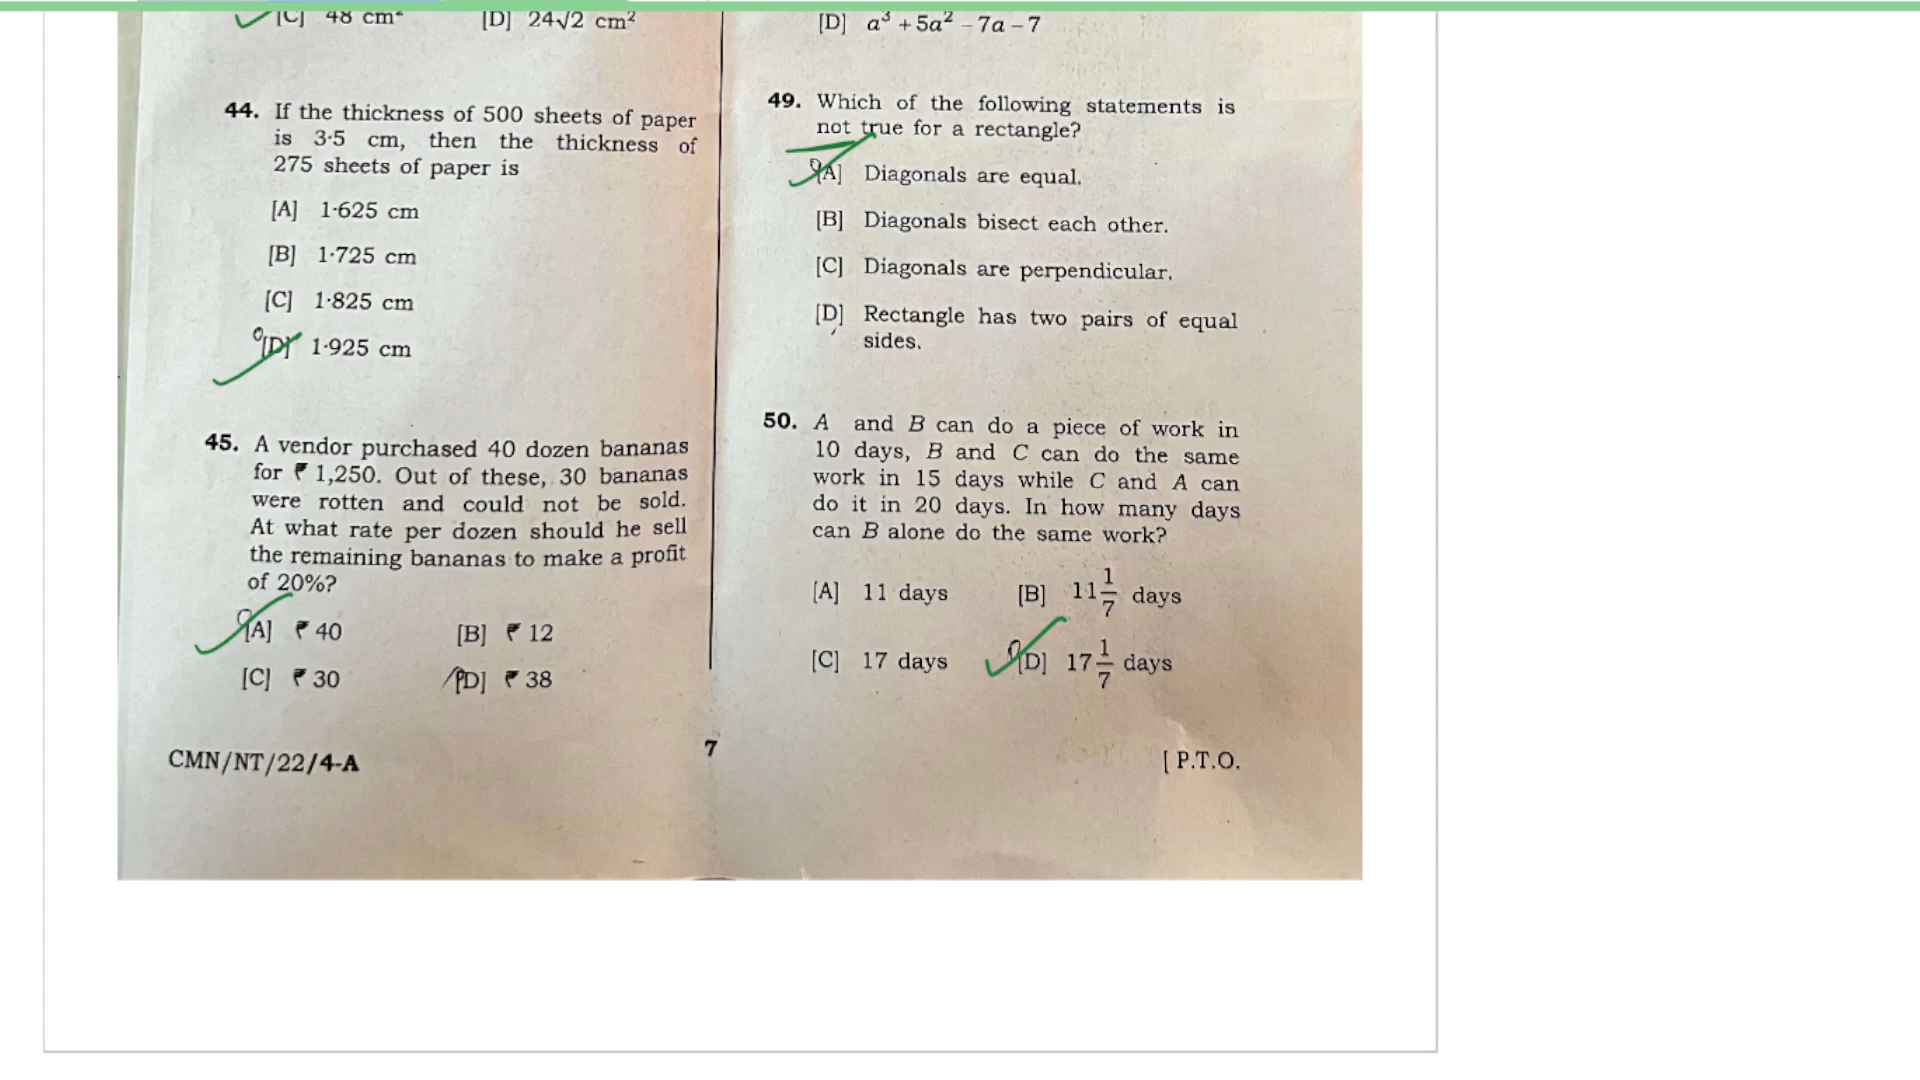 [C] 48 cm² [D] 24√2 cm²
44. If the thickness of 500 sheets of paper
is 3·5 cm, then the thickness of
275 sheets of paper is
[A] 1·625 cm
[B] 1·725 cm
[C] 1·825 cm
[D] 1·925 cm
45. A vendor purchased 40 dozen bananas
for ₹ 1,250. Out of these, 30 bananas
were rotten and could not be sold.
At what rate per dozen should he sell
the remaining bananas to make a profit
of 20%?
[A] ₹ 40 [B] ₹ 12
[C] ₹ 30 [D] ₹ 38
[D] a³ + 5a² – 7a – 7
49. Which of the following statements is
not true for a rectangle?
[A] Diagonals are equal.
[B] Diagonals bisect each other.
[C] Diagonals are perpendicular.
[D] Rectangle has two pairs of equal
sides.
50. A and B can do a piece of work in
10 days, B and C can do the same
work in 15 days while C and A can
do it in 20 days. In how many days
can B alone do the same work?
[A] 11 days [B] 11 1/7 days
[C] 17 days [D] 17 1/7 days
CMN/NT/22/4-A 7 [ P.T.O.